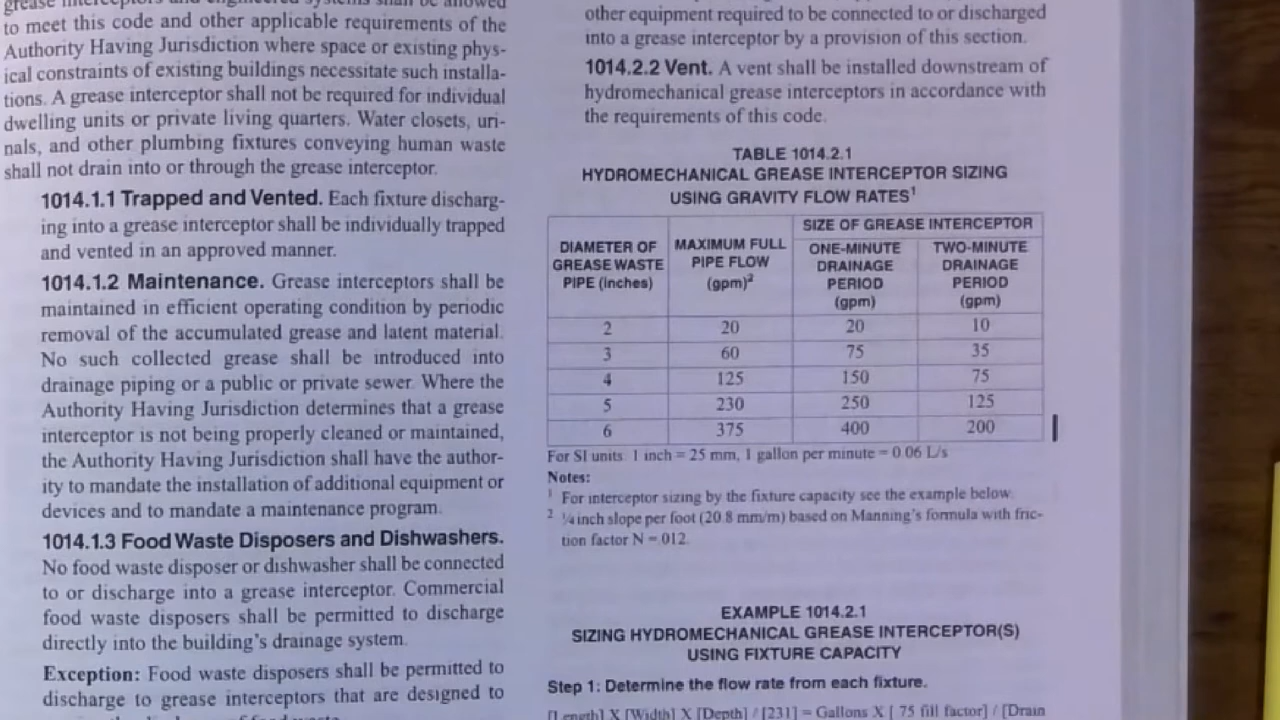 grease interceptors and engineered systems shall be allowed
to meet this code and other applicable requirements of the
Authority Having Jurisdiction where space or existing phys-
ical constraints of existing buildings necessitate such installa-
tions. A grease interceptor shall not be required for individual
dwelling units or private living quarters. Water closets, uri-
nals, and other plumbing fixtures conveying human waste
shall not drain into or through the grease interceptor.
1014.1.1 Trapped and Vented. Each fixture discharg-
ing into a grease interceptor shall be individually trapped
and vented in an approved manner.
1014.1.2 Maintenance. Grease interceptors shall be
maintained in efficient operating condition by periodic
removal of the accumulated grease and latent material.
No such collected grease shall be introduced into
drainage piping or a public or private sewer. Where the
Authority Having Jurisdiction determines that a grease
interceptor is not being properly cleaned or maintained,
the Authority Having Jurisdiction shall have the author-
ity to mandate the installation of additional equipment or
devices and to mandate a maintenance program.
1014.1.3 Food Waste Disposers and Dishwashers.
No food waste disposer or dishwasher shall be connected
to or discharge into a grease interceptor. Commercial
food waste disposers shall be permitted to discharge
directly into the building's drainage system.
Exception: Food waste disposers shall be permitted to
discharge to grease interceptors that are designed to
other equipment required to be connected to or discharged
into a grease interceptor by a provision of this section.
1014.2.2 Vent. A vent shall be installed downstream of
hydromechanical grease interceptors in accordance with
the requirements of this code.
TABLE 1014.2.1
HYDROMECHANICAL GREASE INTERCEPTOR SIZING
USING GRAVITY FLOW RATES¹
SIZE OF GREASE INTERCEPTOR
DIAMETER OF GREASE WASTE PIPE (inches) MAXIMUM FULL PIPE FLOW (gpm)² ONE-MINUTE DRAINAGE PERIOD (gpm) TWO-MINUTE DRAINAGE PERIOD (gpm)
2 20 20 10
3 60 75 35
4 125 150 75
5 230 250 125
6 375 400 200
For SI units: 1 inch = 25 mm, 1 gallon per minute = 0.06 L/s
Notes:
¹ For interceptor sizing by the fixture capacity see the example below.
² ¼ inch slope per foot (20.8 mm/m) based on Manning's formula with fric-
tion factor N = .012.
EXAMPLE 1014.2.1
SIZING HYDROMECHANICAL GREASE INTERCEPTOR(S)
USING FIXTURE CAPACITY
Step 1: Determine the flow rate from each fixture.
[Length] X [Width] X [Depth] / [231] = Gallons X [.75 fill factor] / [Drain